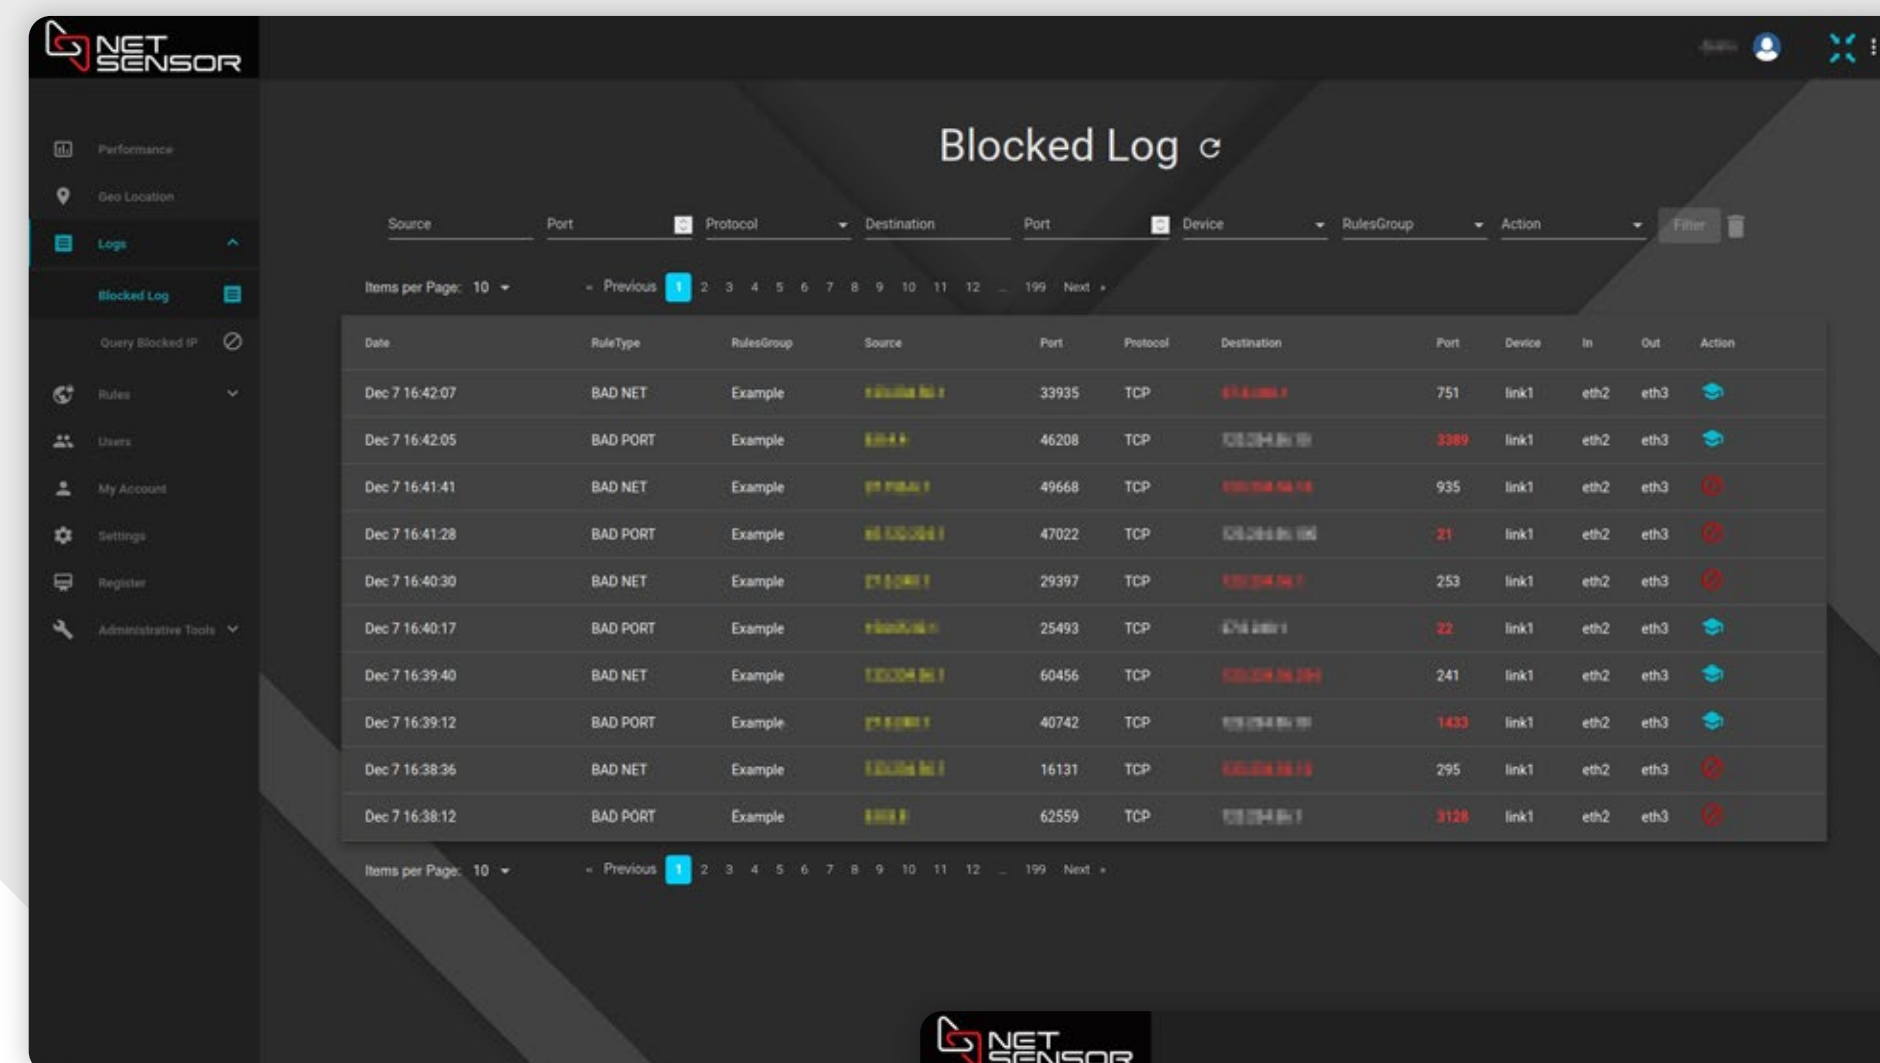 NET
SENSOR
Performance
Geo Location
Logs
Blocked Log
Query Blocked IP
Rules
Users
My Account
Settings
Register
Administrative Tools
Blocked Log
Source Port Protocol Destination Port Device RulesGroup Action Filter
Items per Page: 10 « Previous 1 2 3 4 5 6 7 8 9 10 11 12 ... 199 Next »
Date RuleType RulesGroup Source Port Protocol Destination Port Device In Out Action
Dec 7 16:42:07 BAD NET Example 33935 TCP 751 link1 eth2 eth3
Dec 7 16:42:05 BAD PORT Example 46208 TCP 3389 link1 eth2 eth3
Dec 7 16:41:41 BAD NET Example 49668 TCP 935 link1 eth2 eth3
Dec 7 16:41:28 BAD PORT Example 47022 TCP 21 link1 eth2 eth3
Dec 7 16:40:30 BAD NET Example 29397 TCP 253 link1 eth2 eth3
Dec 7 16:40:17 BAD PORT Example 25493 TCP 22 link1 eth2 eth3
Dec 7 16:39:40 BAD NET Example 60456 TCP 241 link1 eth2 eth3
Dec 7 16:39:12 BAD PORT Example 40742 TCP 1433 link1 eth2 eth3
Dec 7 16:38:36 BAD NET Example 16131 TCP 295 link1 eth2 eth3
Dec 7 16:38:12 BAD PORT Example 62559 TCP 3128 link1 eth2 eth3
Items per Page: 10 « Previous 1 2 3 4 5 6 7 8 9 10 11 12 ... 199 Next »
NET
SENSOR